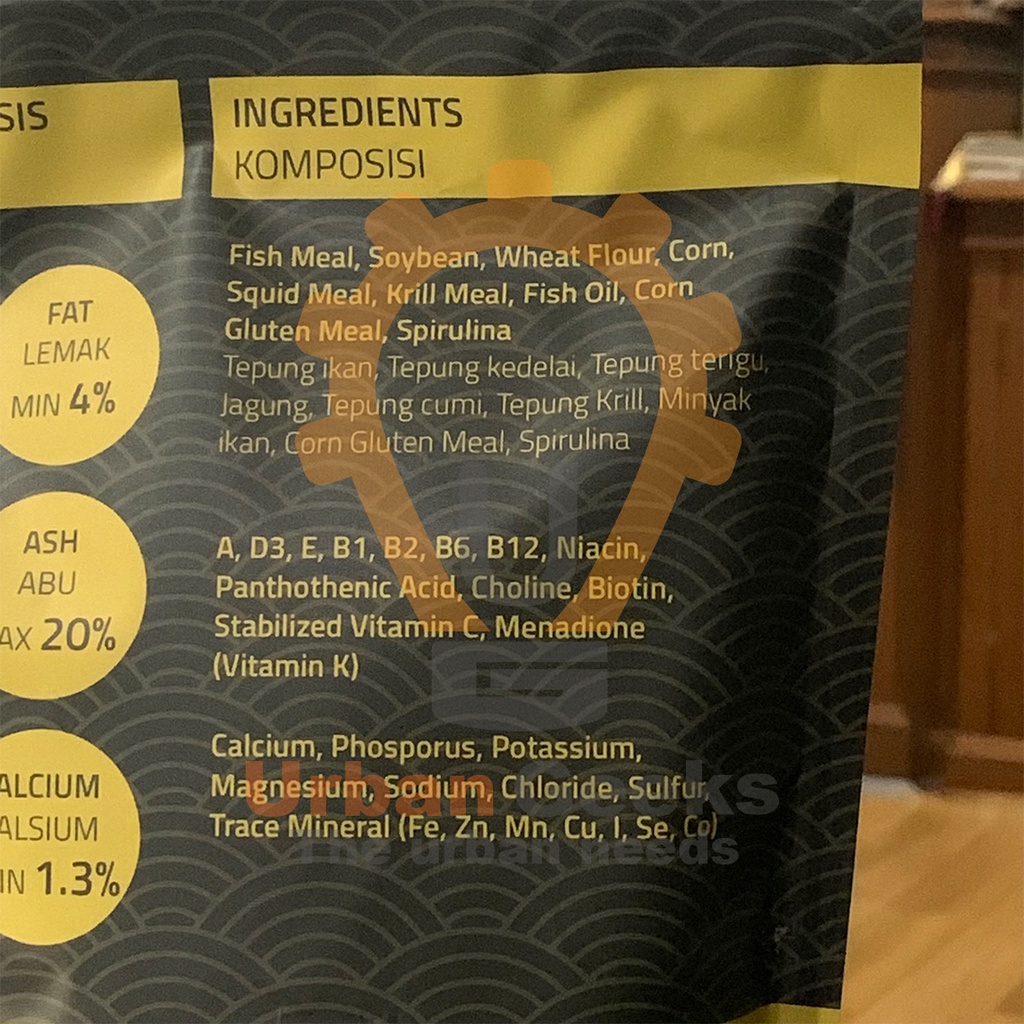 SIS
INGREDIENTS
KOMPOSISI
FAT
LEMAK
MIN 4%
Fish Meal, Soybean, Wheat Flour, Corn,
Squid Meal, Krill Meal, Fish Oil, Corn
Gluten Meal, Spirulina
Tepung ikan, Tepung kedelai, Tepung terigu,
Jagung, Tepung cumi, Tepung Krill, Minyak
ikan, Corn Gluten Meal, Spirulina
ASH
ABU
AX 20%
A, D3, E, B1, B2, B6, B12, Niacin,
Panthothenic Acid, Choline, Biotin,
Stabilized Vitamin C, Menadione
(Vitamin K)
ALCIUM
ALSIUM
IN 1.3%
Calcium, Phosporus, Potassium,
Magnesium, Sodium, Chloride, Sulfur,
Trace Mineral (Fe, Zn, Mn, Cu, I, Se, Co)
Urban Geeks
The urban needs